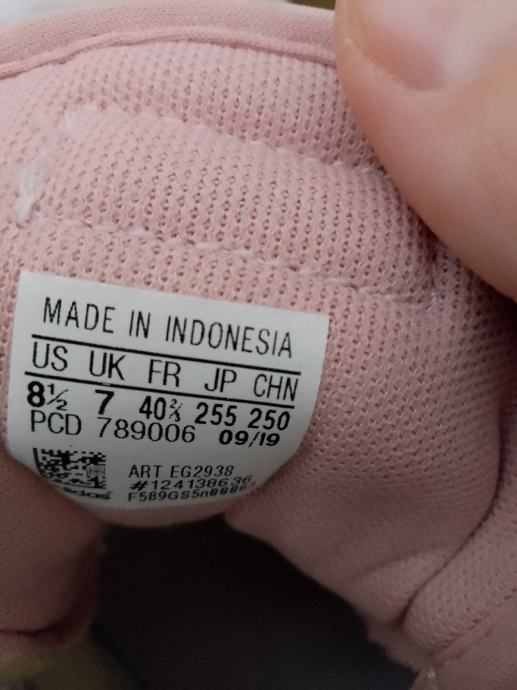 MADE IN INDONESIA
US UK FR JP CHN
8½ 7 40⅔ 255 250
PCD 789006 09/19
ART EG2938
#124138636
adidas